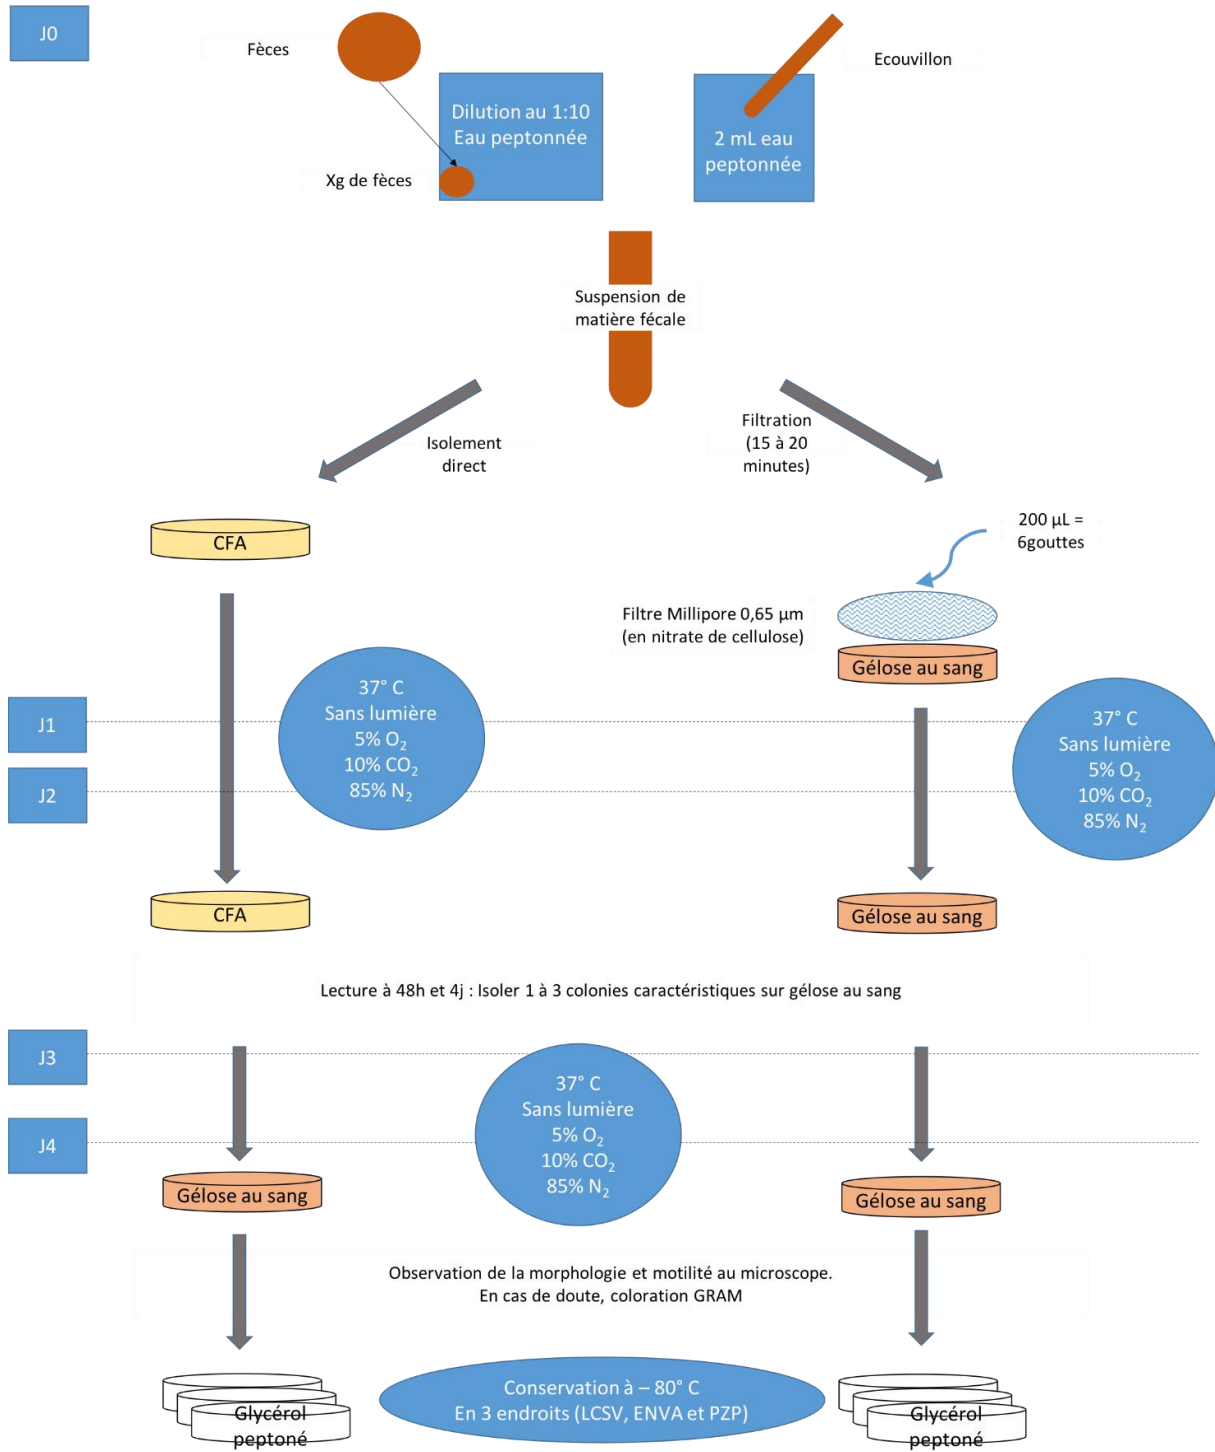 J0
Fèces
Ecouvillon
Dilution au 1:10
Eau peptonnée
2 mL eau
peptonnée
Xg de fèces
Suspension de
matière fécale
Isolement
direct
Filtration
(15 à 20
minutes)
CFA
200 µL =
6gouttes
Filtre Millipore 0,65 µm
(en nitrate de cellulose)
Gélose au sang
J1
J2
37° C
Sans lumière
5% O₂
10% CO₂
85% N₂
37° C
Sans lumière
5% O₂
10% CO₂
85% N₂
CFA
Gélose au sang
Lecture à 48h et 4j : Isoler 1 à 3 colonies caractéristiques sur gélose au sang
J3
J4
37° C
Sans lumière
5% O₂
10% CO₂
85% N₂
Gélose au sang
Gélose au sang
Observation de la morphologie et motilité au microscope.
En cas de doute, coloration GRAM
Glycérol
peptoné
Conservation à – 80° C
En 3 endroits (LCSV, ENVA et PZP)
Glycérol
peptoné